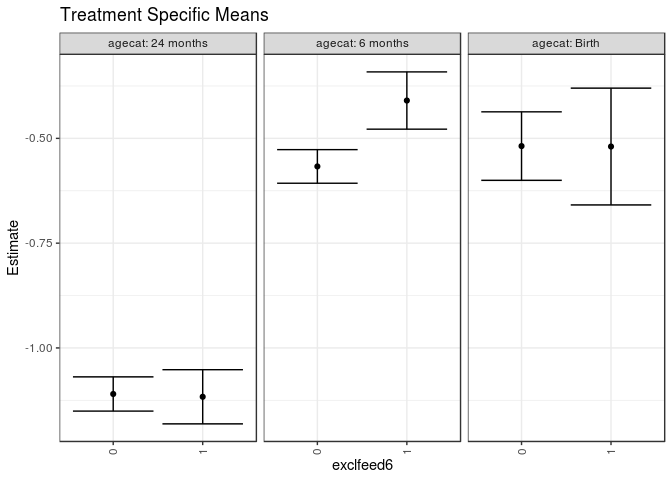 Treatment Specific Means
agecat: 24 months
agecat: 6 months
agecat: Birth
Estimate
-0.50
-0.75
-1.00
0
1
0
1
0
1
exclfeed6